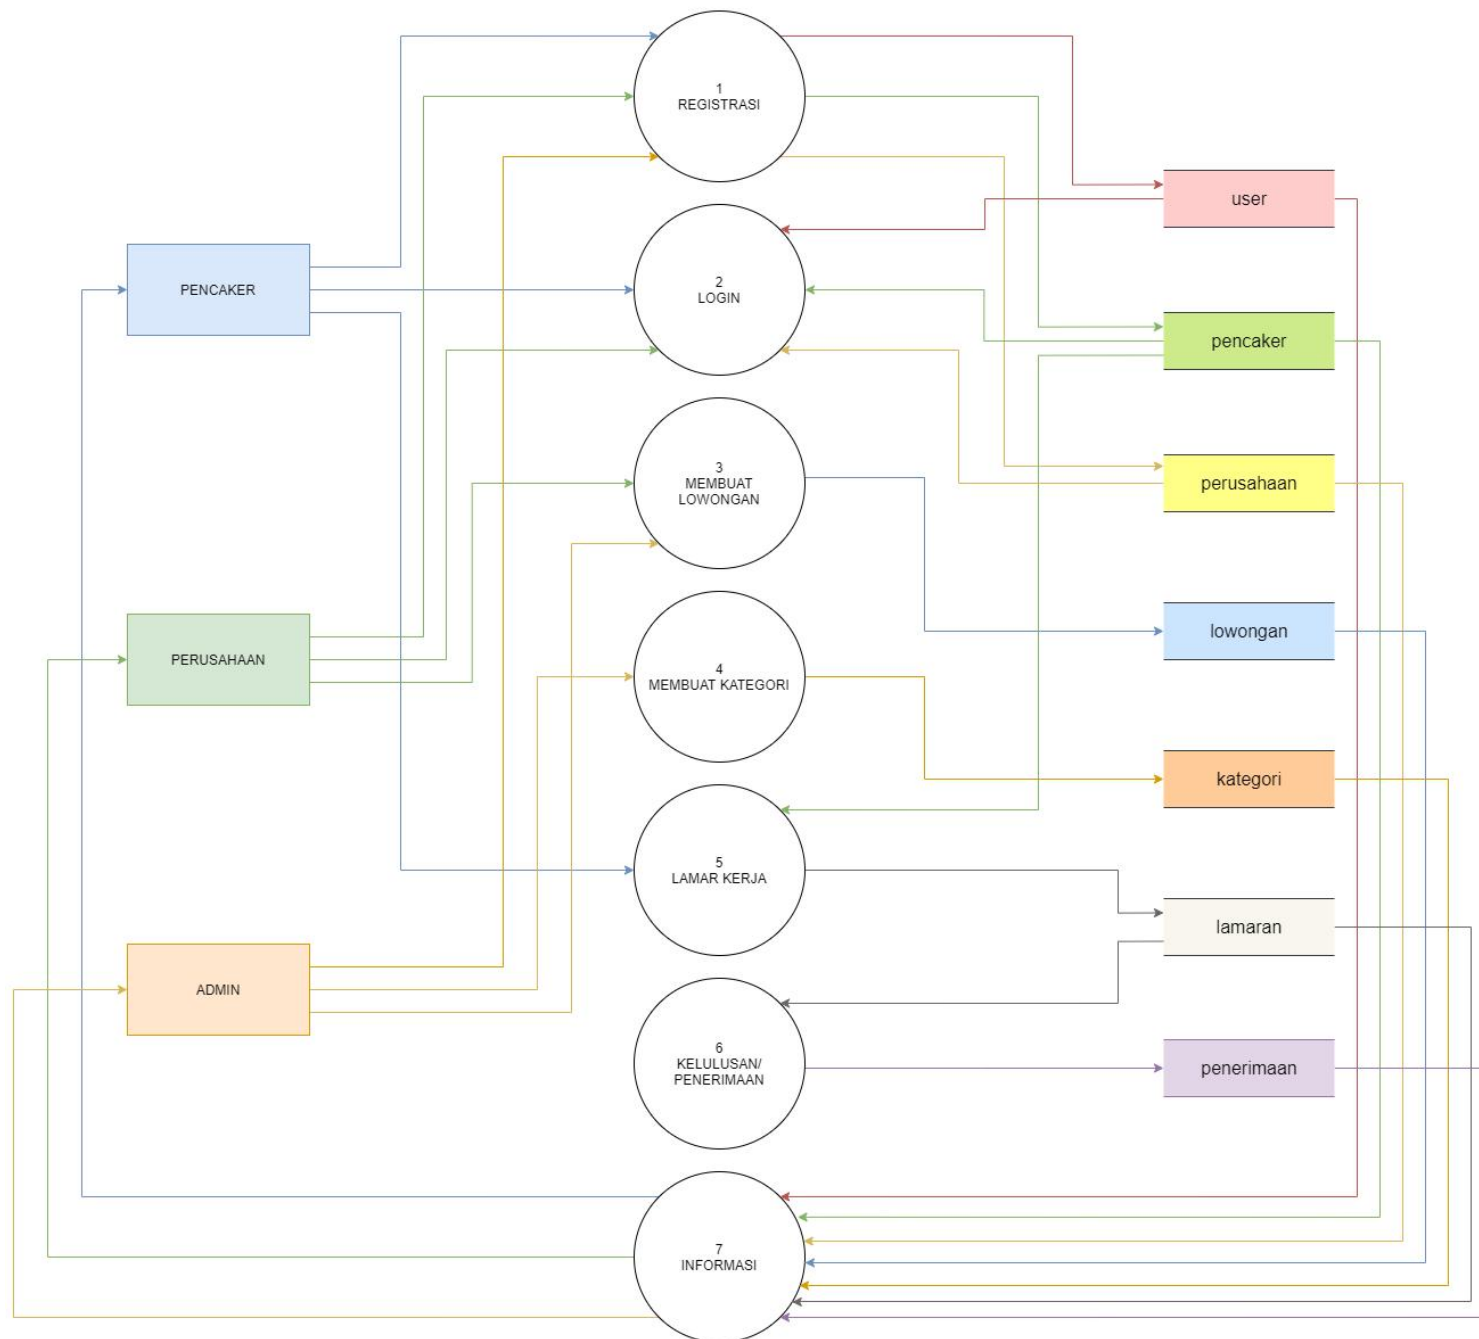 1
REGISTRASI
user
2
LOGIN
PENCAKER
pencaker
3
MEMBUAT
LOWONGAN
perusahaan
lowongan
PERUSAHAAN
4
MEMBUAT KATEGORI
kategori
5
LAMAR KERJA
lamaran
ADMIN
6
KELULUSAN/
PENERIMAAN
penerimaan
7
INFORMASI